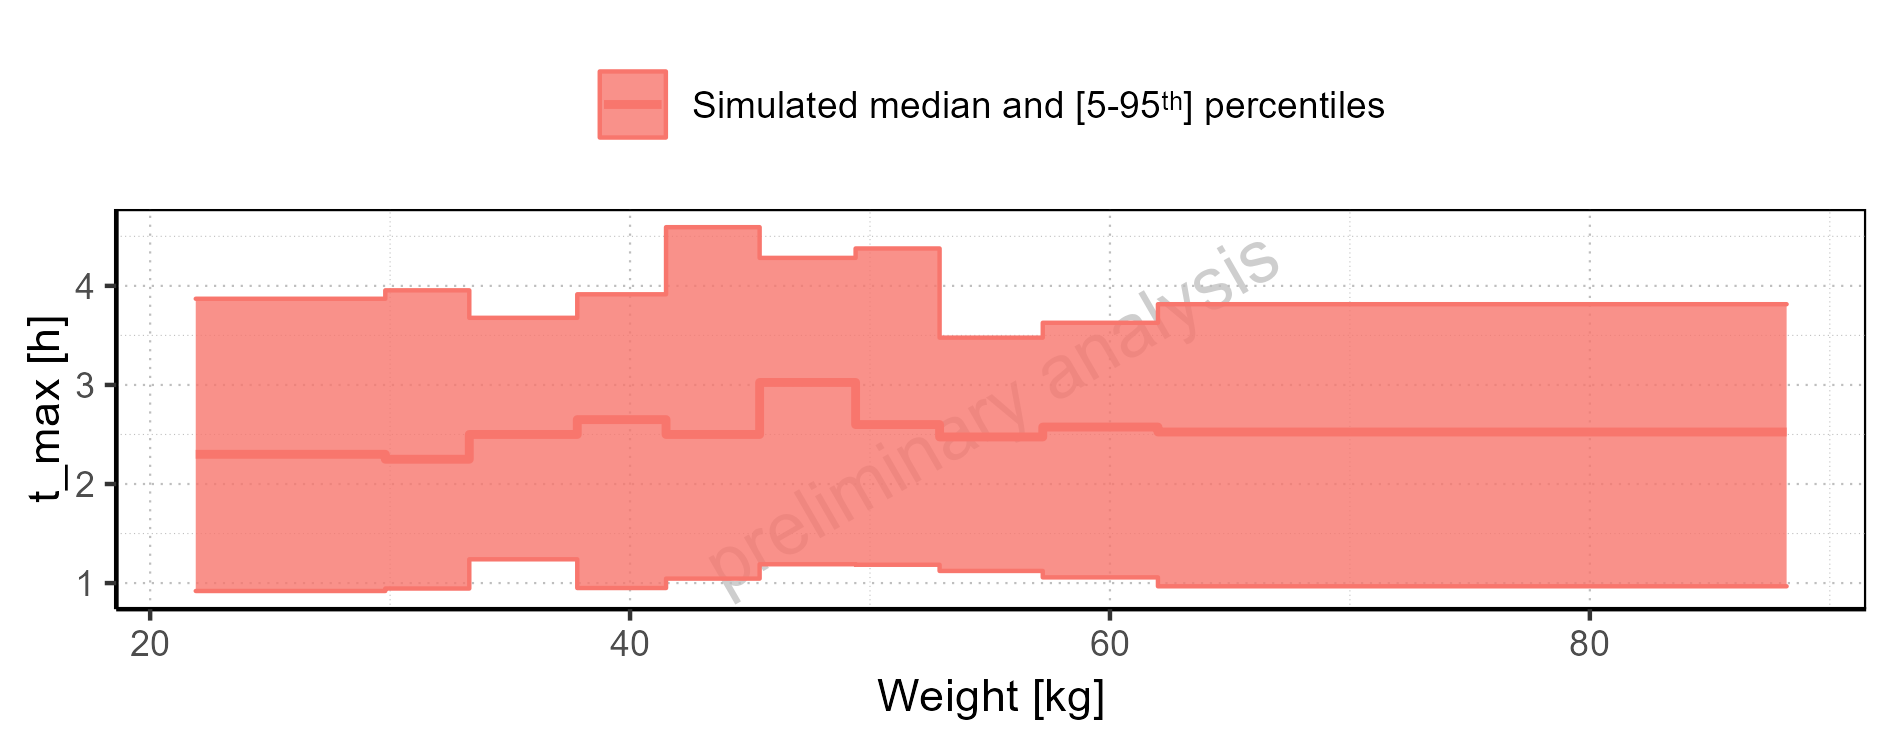 Simulated median and [5-95th] percentiles
preliminary analysis
t_max [h]
4
3
2
1
20 40 60 80
Weight [kg]